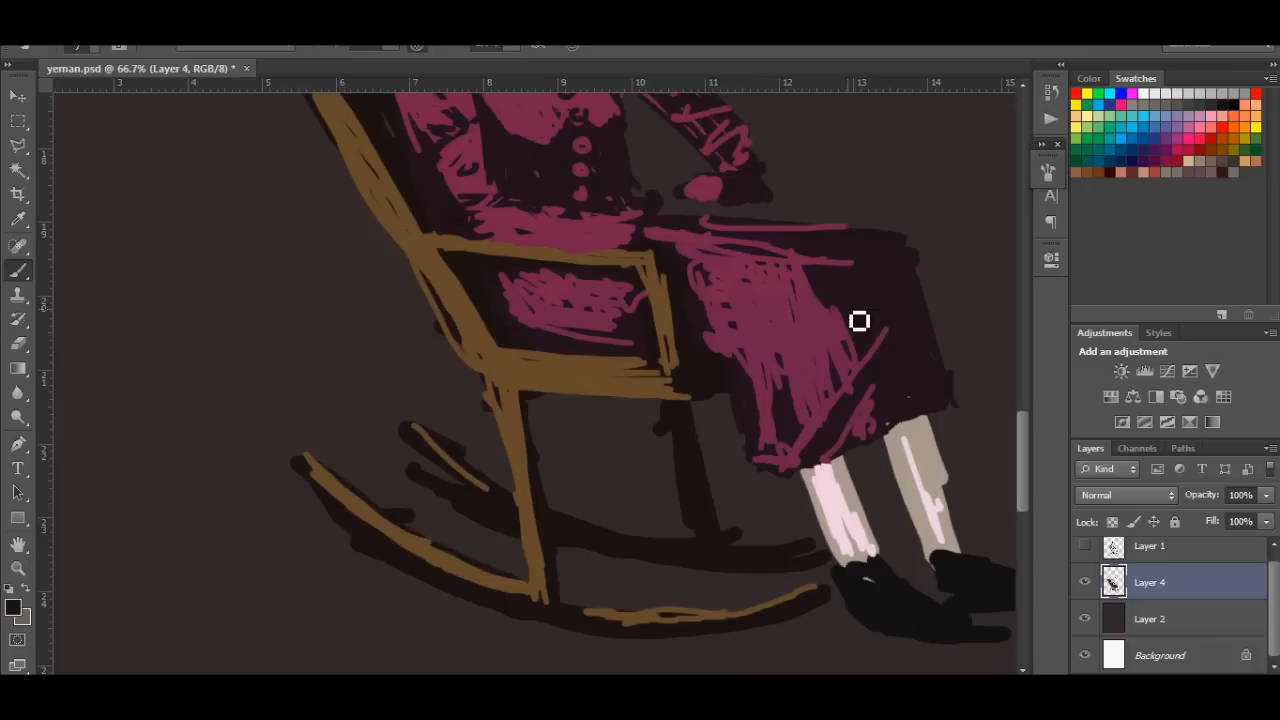 yeman.psd @ 66.7% (Layer 4, RGB/8) *
3 4 5 6 7 8 9 10 11 12 13 14 15
Color Swatches
Adjustments Styles
Add an adjustment
Layers Channels Paths
Kind
Normal Opacity: 100%
Lock: Fill: 100%
Layer 1
Layer 4
Layer 2
Background